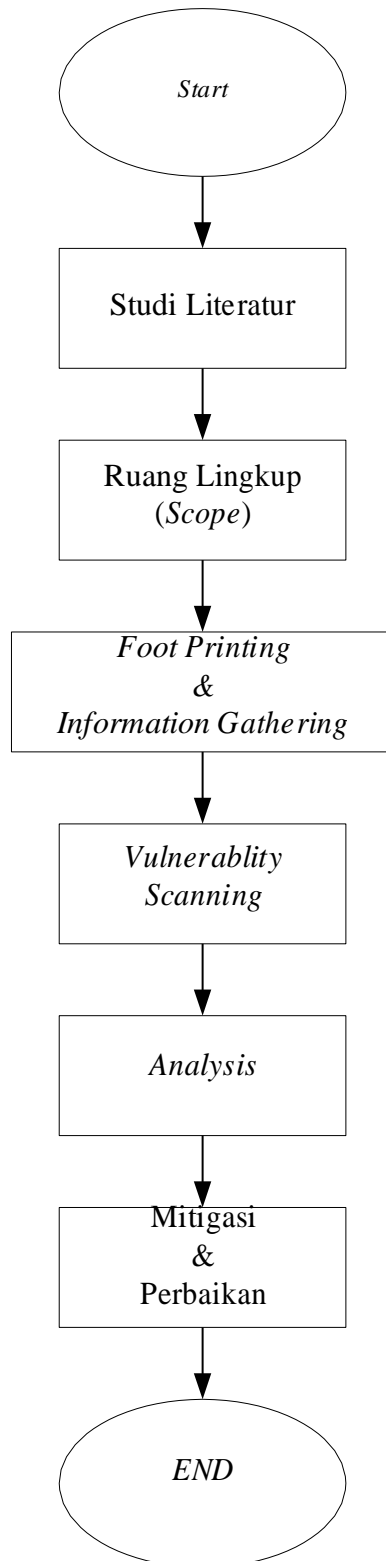 Start
Studi Literatur
Ruang Lingkup
(Scope)
Foot Printing
&
Information Gathering
Vulnerablity
Scanning
Analysis
Mitigasi
&
Perbaikan
END